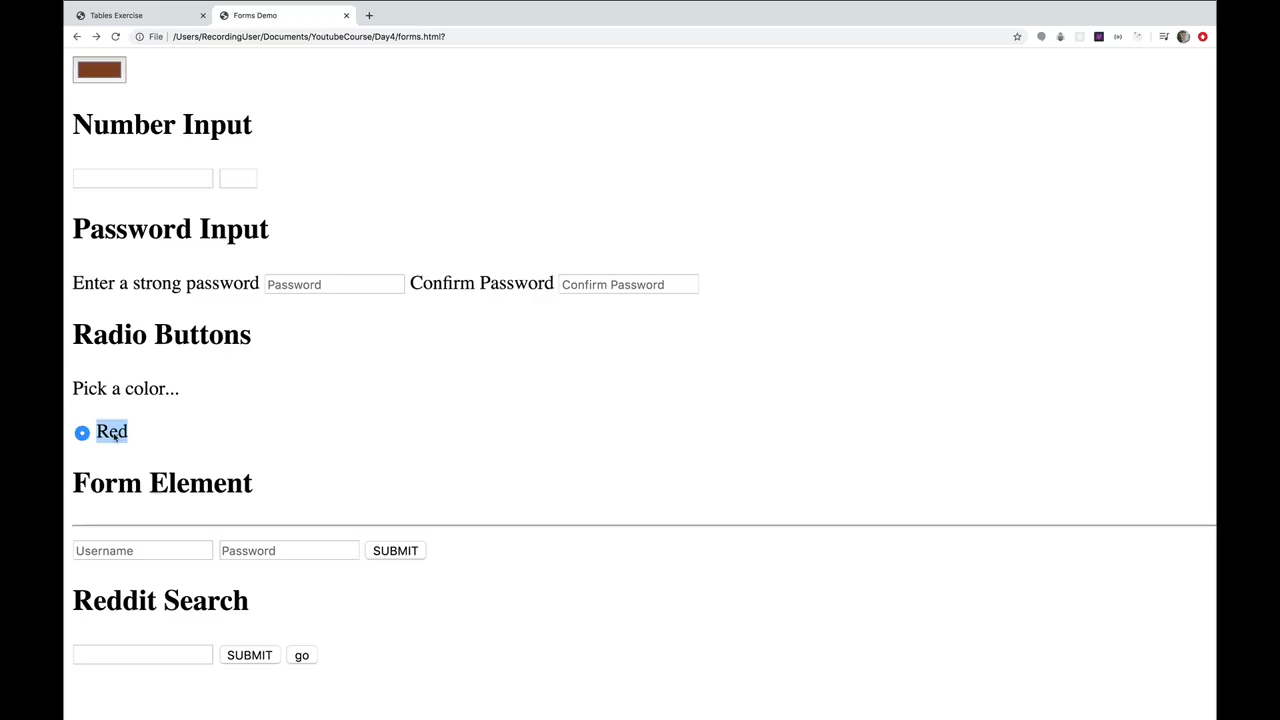 Tables Exercise
Forms Demo
File /Users/RecordingUser/Documents/YoutubeCourse/Day4/forms.html?
Number Input
Password Input
Enter a strong password Password Confirm Password Confirm Password
Radio Buttons
Pick a color...
Red
Form Element
Username Password SUBMIT
Reddit Search
SUBMIT go